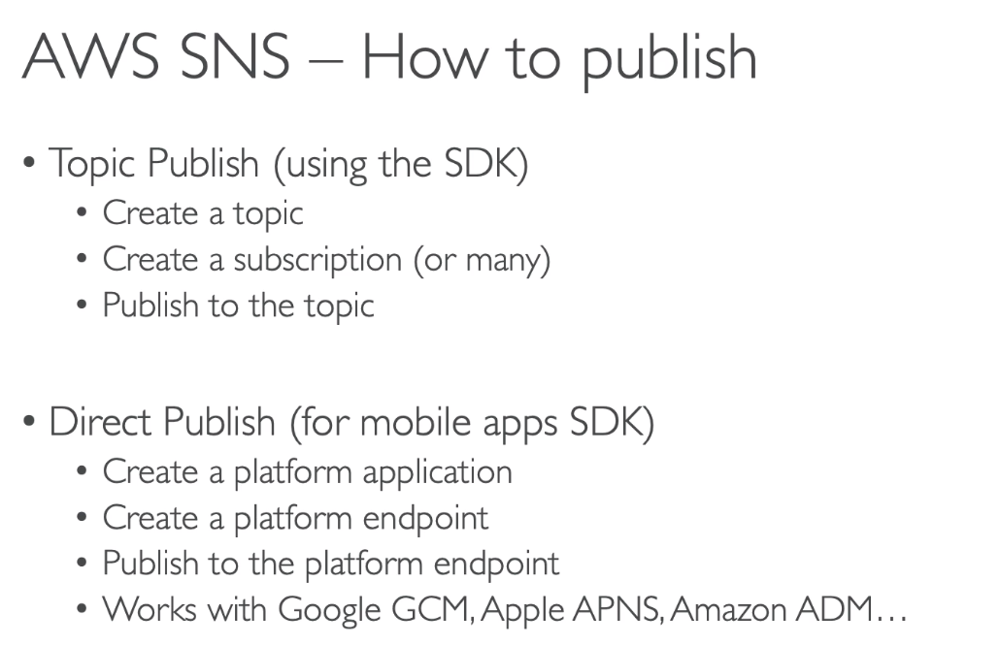 AWS SNS – How to publish
• Topic Publish (using the SDK)
• Create a topic
• Create a subscription (or many)
• Publish to the topic
• Direct Publish (for mobile apps SDK)
• Create a platform application
• Create a platform endpoint
• Publish to the platform endpoint
• Works with Google GCM, Apple APNS, Amazon ADM…